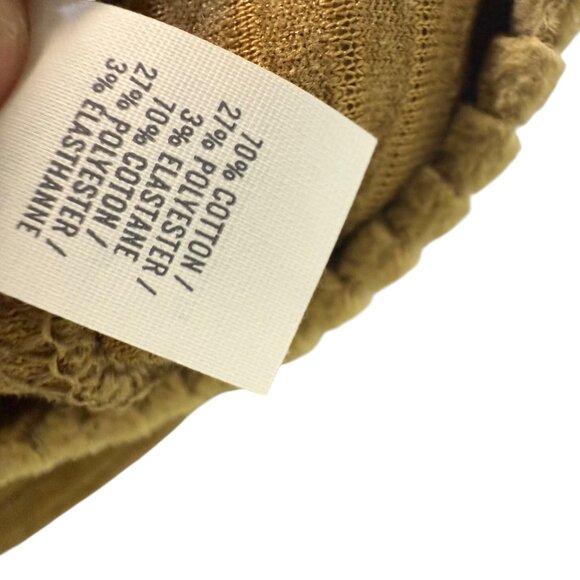 70% COTTON /
27% POLYESTER /
3% ELASTANE /
70% COTON /
27% POLYESTER /
3% ELASTHANNE /